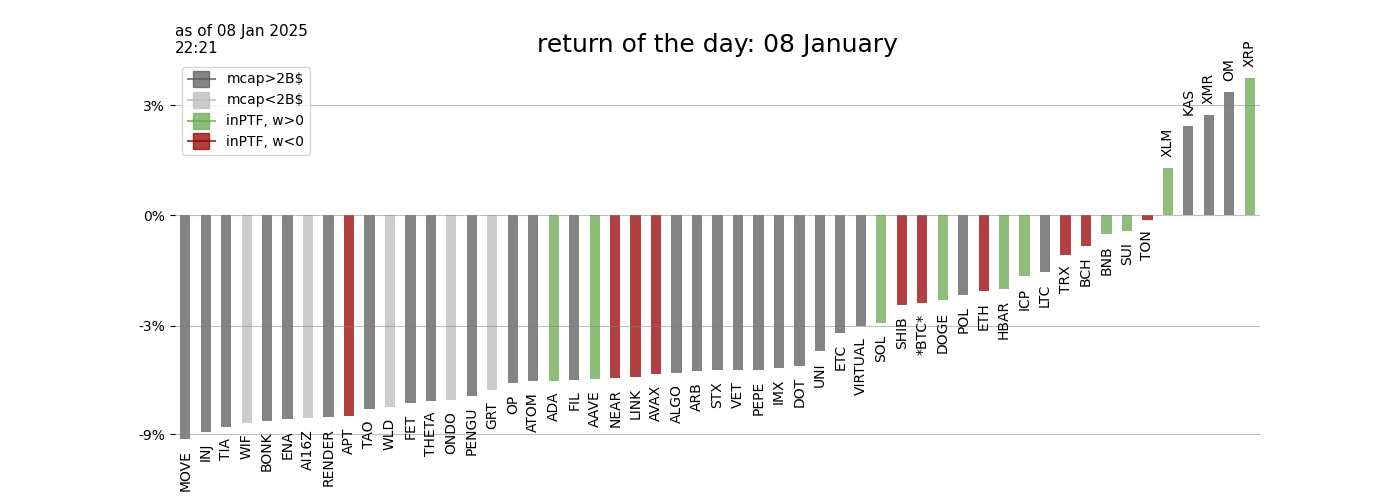 as of 08 Jan 2025
22:21
return of the day: 08 January
mcap>2B$
mcap<2B$
inPTF, w>0
inPTF, w<0
3%
0%
-3%
-9%
MOVE
INJ
TIA
WIF
BONK
ENA
AI16Z
RENDER
APT
TAO
WLD
FET
THETA
ONDO
PENGU
GRT
OP
ATOM
ADA
FIL
AAVE
NEAR
LINK
AVAX
ALGO
ARB
STX
VET
PEPE
IMX
DOT
UNI
ETC
VIRTUAL
SOL
SHIB
*BTC*
DOGE
POL
ETH
HBAR
ICP
LTC
TRX
BCH
BNB
SUI
TON
XLM
KAS
XMR
OM
XRP